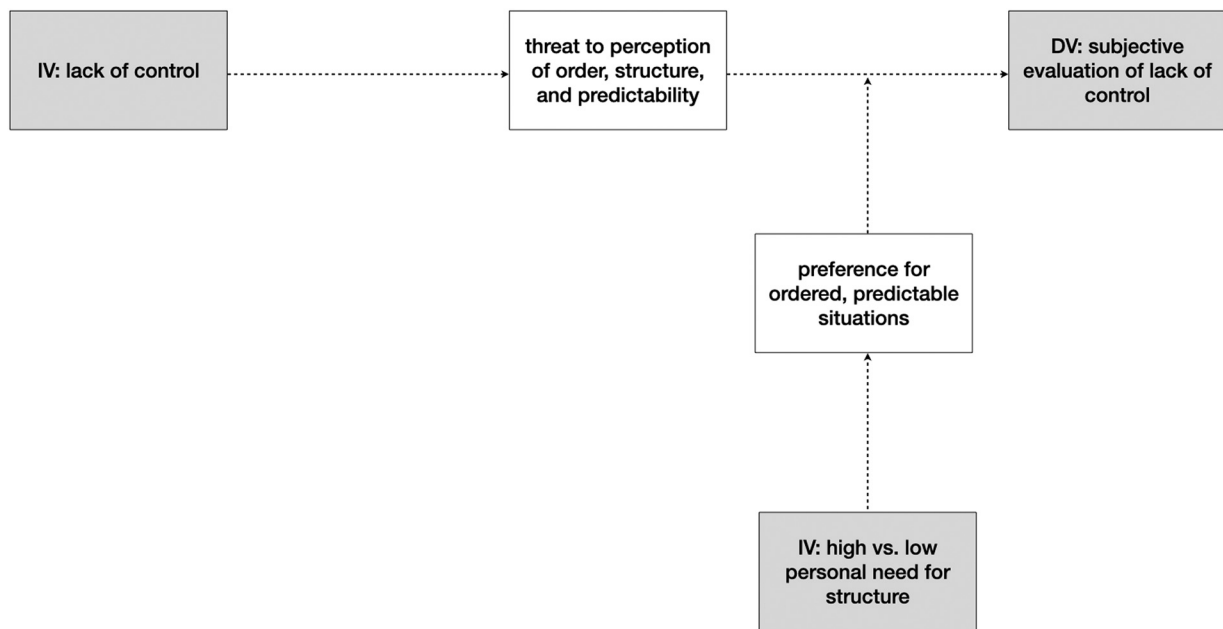 IV: lack of control
threat to perception
of order, structure,
and predictability
DV: subjective
evaluation of lack of
control
preference for
ordered, predictable
situations
IV: high vs. low
personal need for
structure